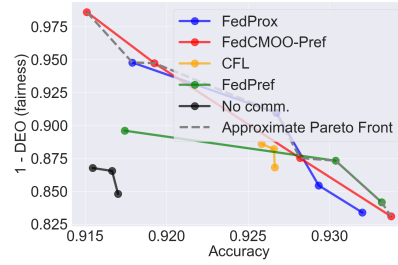 1 - DEO (fairness)
0.975
0.950
0.925
0.900
0.875
0.850
0.825
FedProx
FedCMOO-Pref
CFL
FedPref
No comm.
Approximate Pareto Front
0.915
0.920
0.925
0.930
Accuracy